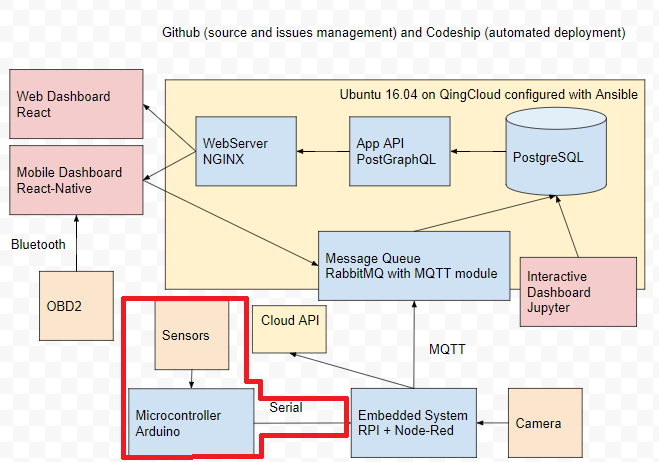 Github (source and issues management) and Codeship (automated deployment)
Ubuntu 16.04 on QingCloud configured with Ansible
Web Dashboard
React
WebServer
NGINX
App API
PostGraphQL
PostgreSQL
Mobile Dashboard
React-Native
Bluetooth
Message Queue
RabbitMQ with MQTT module
Interactive
Dashboard
Jupyter
OBD2
Sensors
Cloud API
MQTT
Microcontroller
Arduino
Serial
Embedded System
RPI + Node-Red
Camera